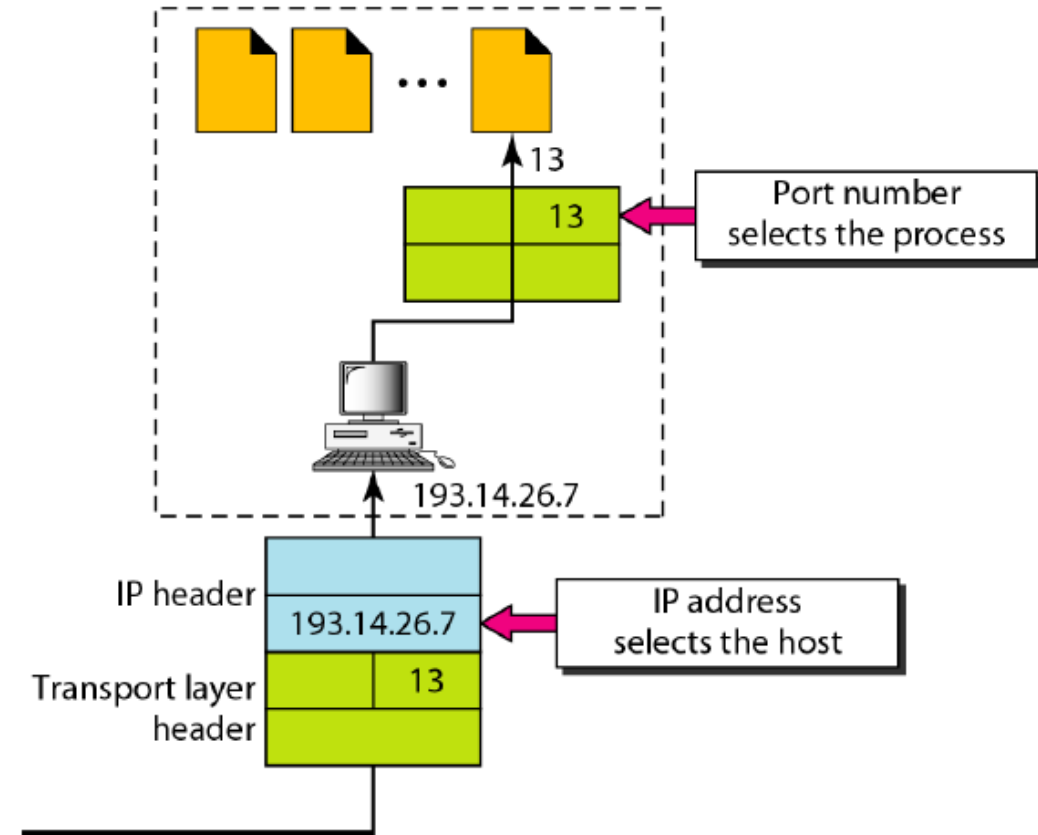 13
13
Port number
selects the process
193.14.26.7
IP header
193.14.26.7
IP address
selects the host
Transport layer
header
13